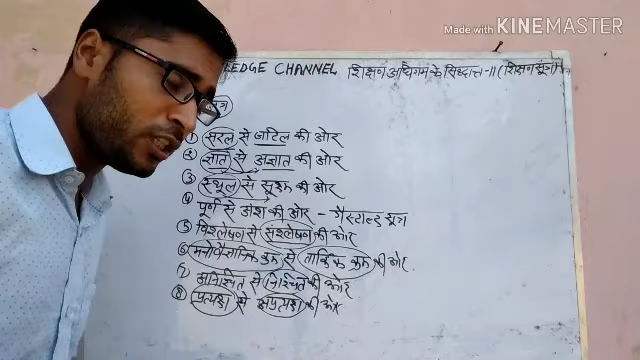 Made with KINEMASTER
EDGE CHANNEL शिक्षण अधिगम के सिद्धान्त-II (शिक्षण सूत्र)
① सरल से जटिल की ओर
② ज्ञात से अज्ञात की ओर
③ स्थूल से सूक्ष्म की ओर
④ पूर्ण से अंश की ओर - गैस्टाल्ट सूत्र
⑤ विश्लेषण से संश्लेषण की ओर
⑥ मनोवैज्ञानिक क्रम से तार्किक क्रम की ओर
⑦ अनिश्चित से निश्चित की ओर
⑧ प्रत्यक्ष से अप्रत्यक्ष की ओर